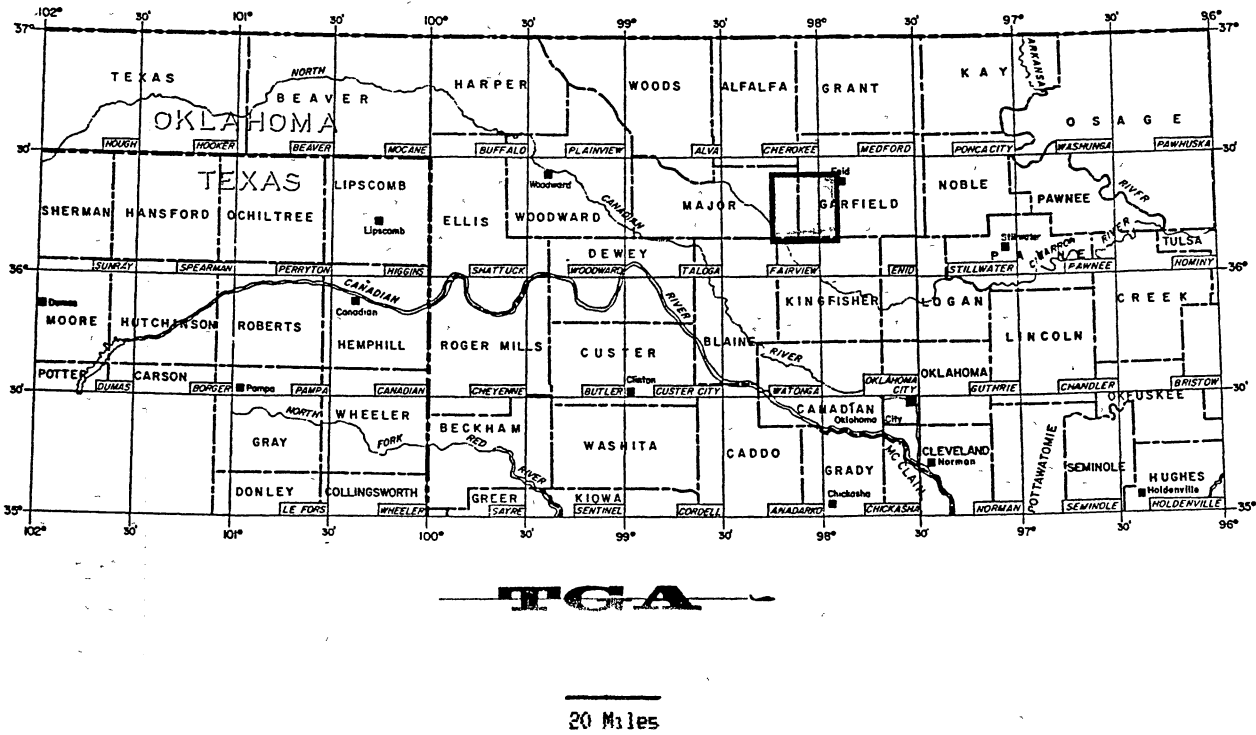 102° 30' 101° 30' 100° 30' 99° 30' 98° 30' 97° 30' 96°
37° 37°
TEXAS NORTH BEAVER HARPER WOODS ALFALFA GRANT KAY ARKANSAS OSAGE
OKLAHOMA
HOUGH HOOKER BEAVER MOCANE BUFFALO PLAINVIEW ALVA CHEROKEE MEDFORD PONCA CITY WASHUNGA PAWHUSKA
30' 30'
TEXAS LIPSCOMB Woodward Enid NOBLE PAWNEE RIVER
SHERMAN HANSFORD OCHILTREE Lipscomb ELLIS WOODWARD CANADIAN MAJOR GARFIELD
DEWEY Stillwater PAYNE CIMARRON RIVER TULSA
SUNRAY SPEARMAN PERRYTON HIGGINS SHATTUCK WOODWARD TALOGA FAIRVIEW ENID STILLWATER PAWNEE HOMINY
36° 36°
Dumas CANADIAN Canadian RIVER KINGFISHER LOGAN CREEK
MOORE HUTCHINSON ROBERTS HEMPHILL ROGER MILLS CUSTER BLAINE RIVER LINCOLN
POTTER CARSON Clinton OKLAHOMA
DUMAS BORGER Pampa PAMPA CANADIAN CHEYENNE BUTLER CUSTER CITY WATONGA OKLAHOMA CITY GUTHRIE CHANDLER BRISTOW
30' 30'
NORTH WHEELER BECKHAM CANADIAN OKFUSKEE
Oklahoma City
GRAY FORK RED WASHITA CADDO MC CLAIN CLEVELAND
Norman
RIVER GRADY POTTAWATOMIE SEMINOLE HUGHES
DONLEY COLLINGSWORTH GREER KIOWA Chickasha Holdenville
LE FORS WHEELER SAYRE SENTINEL CORDELL ANADARKO CHICKASHA NORMAN SEMINOLE HOLDENVILLE
35° 35°
102° 30' 101° 30' 100° 30' 99° 30' 98° 30' 97° 30' 96°
TGA
20 Miles